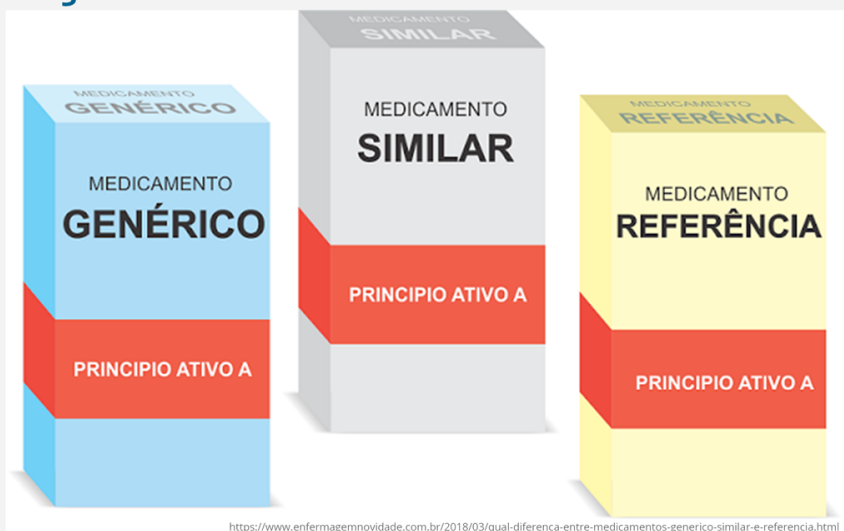 MEDICAMENTO
GENÉRICO
MEDICAMENTO
GENÉRICO
PRINCIPIO ATIVO A
MEDICAMENTO
SIMILAR
MEDICAMENTO
SIMILAR
PRINCIPIO ATIVO A
MEDICAMENTO
REFERÊNCIA
MEDICAMENTO
REFERÊNCIA
PRINCIPIO ATIVO A
https://www.enfermagemnovidade.com.br/2018/03/qual-diferenca-entre-medicamentos-generico-similar-e-referencia.html